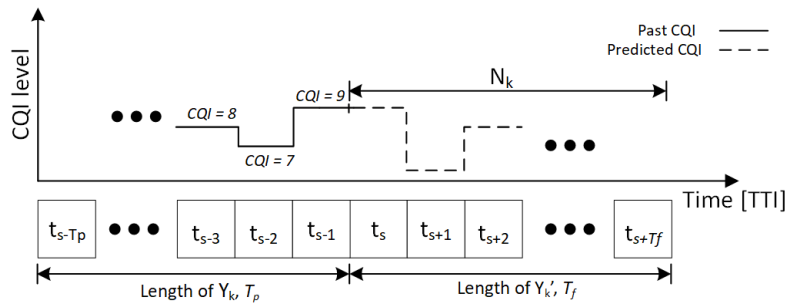 Past CQI
Predicted CQI
CQI level
N_k
CQI = 9
CQI = 8
CQI = 7
Time [TTI]
t_{s-Tp} t_{s-3} t_{s-2} t_{s-1} t_s t_{s+1} t_{s+2} t_{s+Tf}
Length of Y_k, T_p
Length of Y_k', T_f